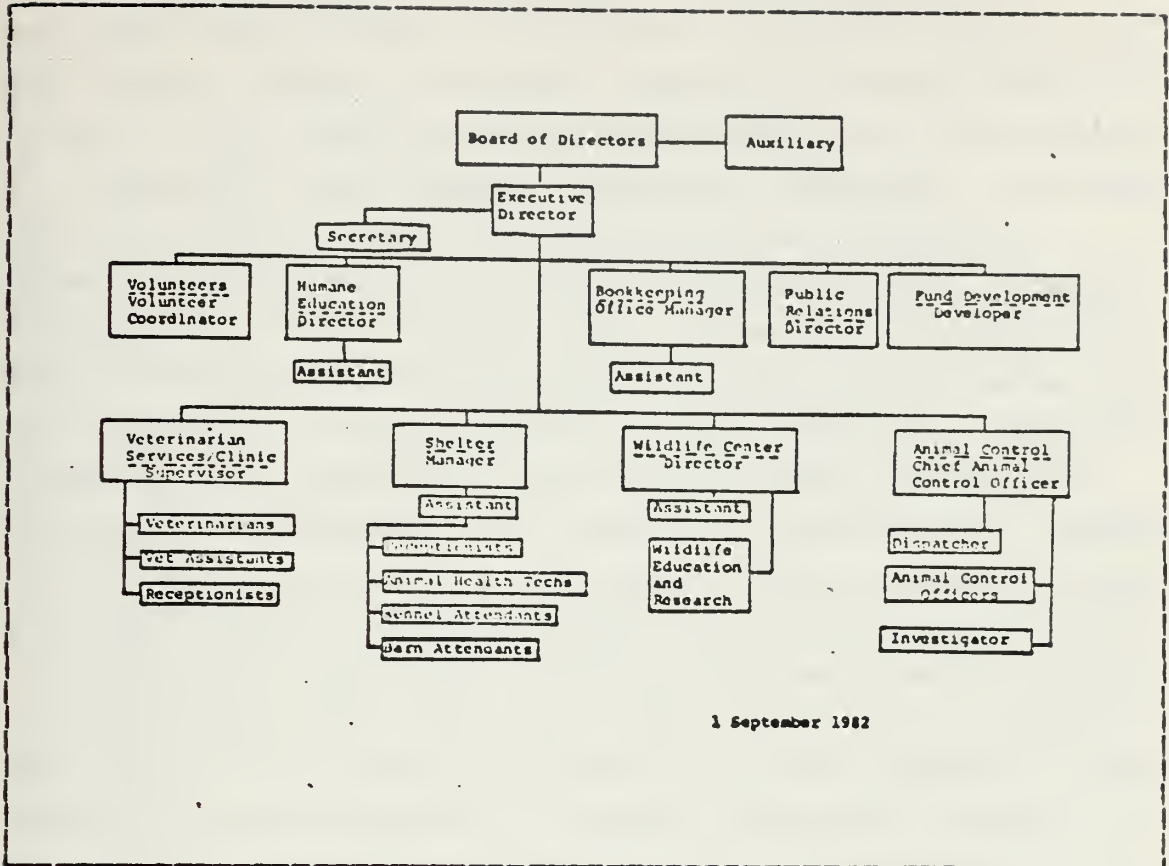 Board of Directors
Auxiliary
Executive
Director
Secretary
Volunteers
Volunteer
Coordinator
Humane
Education
Director
Assistant
Bookkeeping
Office Manager
Assistant
Public
Relations
Director
Fund Development
Developer
Veterinarian
Services/Clinic
Supervisor
Veterinarians
Vet Assistants
Receptionists
Shelter
Manager
Assistant
Receptionists
Animal Health Techs
Kennel Attendants
Barn Attendants
Wildlife Center
Director
Assistant
Wildlife
Education
and
Research
Animal Control
Chief Animal
Control Officer
Dispatcher
Animal Control
Officers
Investigator
1 September 1982